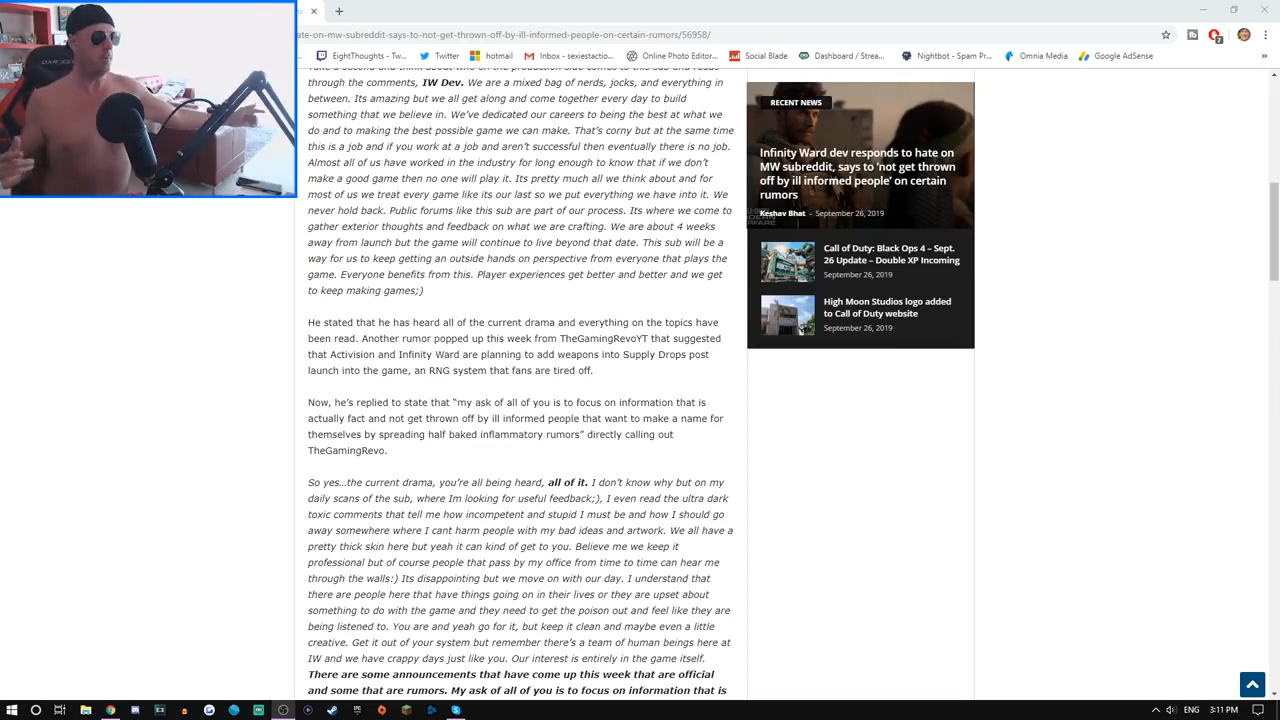 ate-on-mw-subreddit-says-to-not-get-thrown-off-by-ill-informed-people-on-certain-rumors/56958/
EightThoughts - Tw...
Twitter
hotmail
Inbox - sexiestactio...
Online Photo Editor...
Social Blade
Dashboard / Strea...
Nightbot - Spam Pr...
Omnia Media
Google AdSense
through the comments, IW Dev. We are a mixed bag of nerds, jocks, and everything in
between. Its amazing but we all get along and come together every day to build
something that we believe in. We've dedicated our careers to being the best at what we
do and to making the best possible game we can make. That's corny but at the same time
this is a job and if you work at a job and aren't successful then eventually there is no job.
Almost all of us have worked in the industry for long enough to know that if we don't
make a good game then no one will play it. Its pretty much all we think about and for
most of us we treat every game like its our last so we put everything we have into it. We
never hold back. Public forums like this sub are part of our process. Its where we come to
gather exterior thoughts and feedback on what we are crafting. We are about 4 weeks
away from launch but the game will continue to live beyond that date. This sub will be a
way for us to keep getting an outside hands on perspective from everyone that plays the
game. Everyone benefits from this. Player experiences get better and better and we get
to keep making games;)
He stated that he has heard all of the current drama and everything on the topics have
been read. Another rumor popped up this week from TheGamingRevoYT that suggested
that Activision and Infinity Ward are planning to add weapons into Supply Drops post
launch into the game, an RNG system that fans are tired off.
Now, he's replied to state that “my ask of all of you is to focus on information that is
actually fact and not get thrown off by ill informed people that want to make a name for
themselves by spreading half baked inflammatory rumors” directly calling out
TheGamingRevo.
So yes…the current drama, you're all being heard, all of it. I don't know why but on my
daily scans of the sub, where Im looking for useful feedback;), I even read the ultra dark
toxic comments that tell me how incompetent and stupid I must be and how I should go
away somewhere where I cant harm people with my bad ideas and artwork. We all have a
pretty thick skin here but yeah it can kind of get to you. Believe me we keep it
professional but of course people that pass by my office from time to time can hear me
through the walls:) Its disappointing but we move on with our day. I understand that
there are people here that have things going on in their lives or they are upset about
something to do with the game and they need to get the poison out and feel like they are
being listened to. You are and yeah go for it, but keep it clean and maybe even a little
creative. Get it out of your system but remember there's a team of human beings here at
IW and we have crappy days just like you. Our interest is entirely in the game itself.
There are some announcements that have come up this week that are official
and some that are rumors. My ask of all of you is to focus on information that is
RECENT NEWS
Infinity Ward dev responds to hate on
MW subreddit, says to ‘not get thrown
off by ill informed people’ on certain
rumors
Keshav Bhat - September 26, 2019
Call of Duty: Black Ops 4 – Sept.
26 Update – Double XP Incoming
September 26, 2019
High Moon Studios logo added
to Call of Duty website
September 26, 2019
ENG
3:11 PM